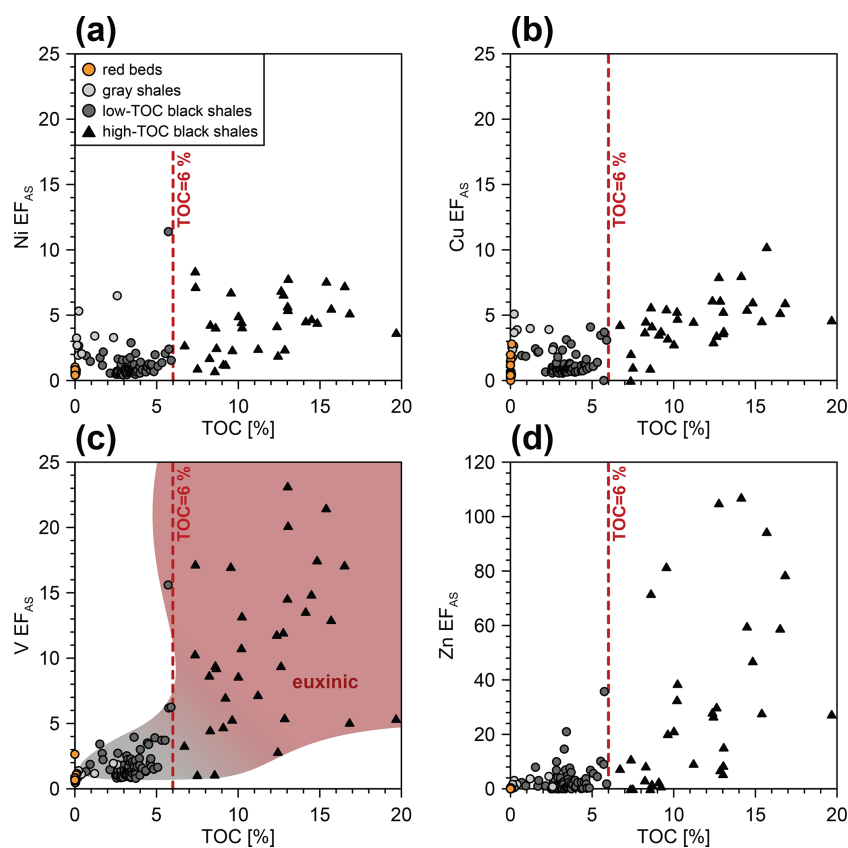 (a)
25
20
15
10
5
0
Ni EF_AS
red beds
gray shales
low-TOC black shales
high-TOC black shales
TOC=6 %
0 5 10 15 20
TOC [%]
(b)
25
20
15
10
5
0
Cu EF_AS
TOC=6 %
0 5 10 15 20
TOC [%]
(c)
25
20
15
10
5
0
V EF_AS
TOC=6 %
euxinic
0 5 10 15 20
TOC [%]
(d)
120
100
80
60
40
20
0
Zn EF_AS
TOC=6 %
0 5 10 15 20
TOC [%]